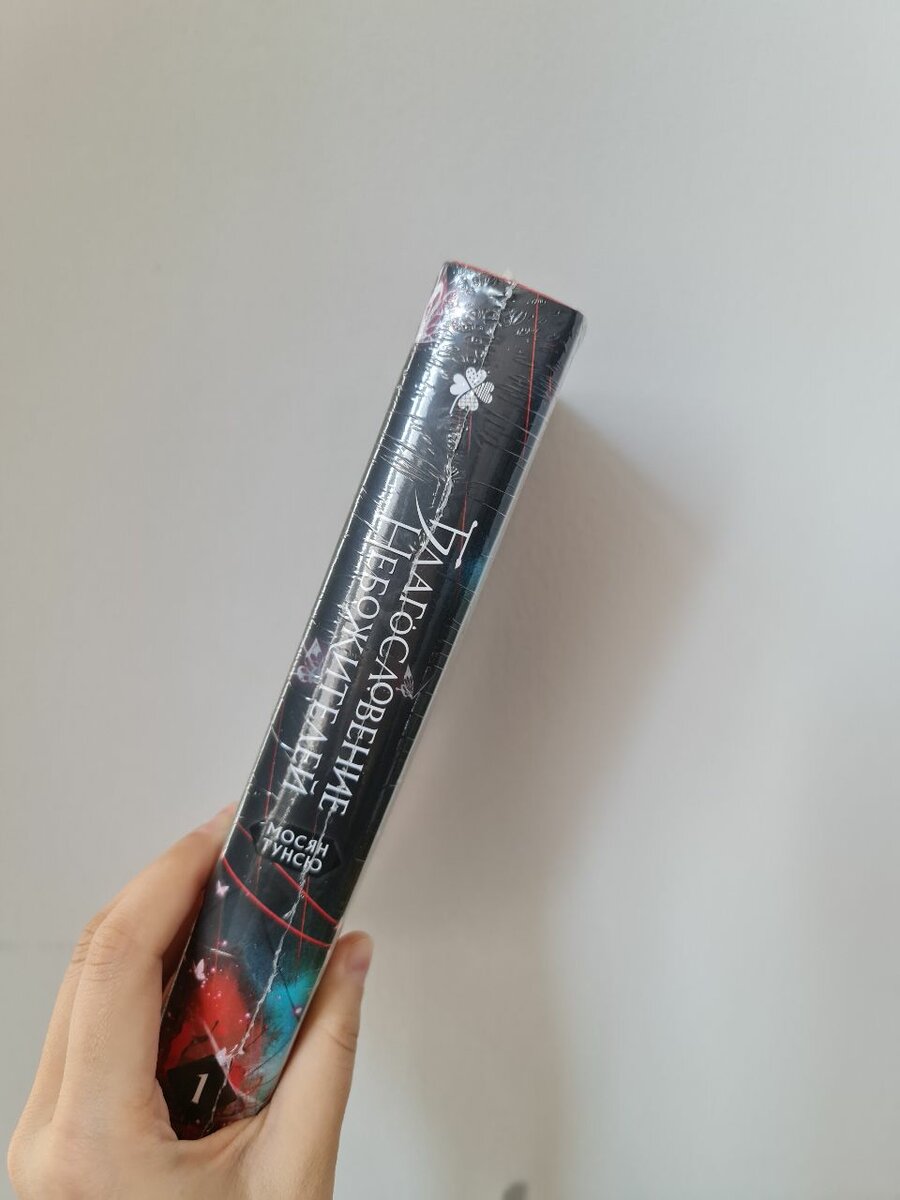 Благословение
Небожителей
МОСЯН
ТУНСЮ
1